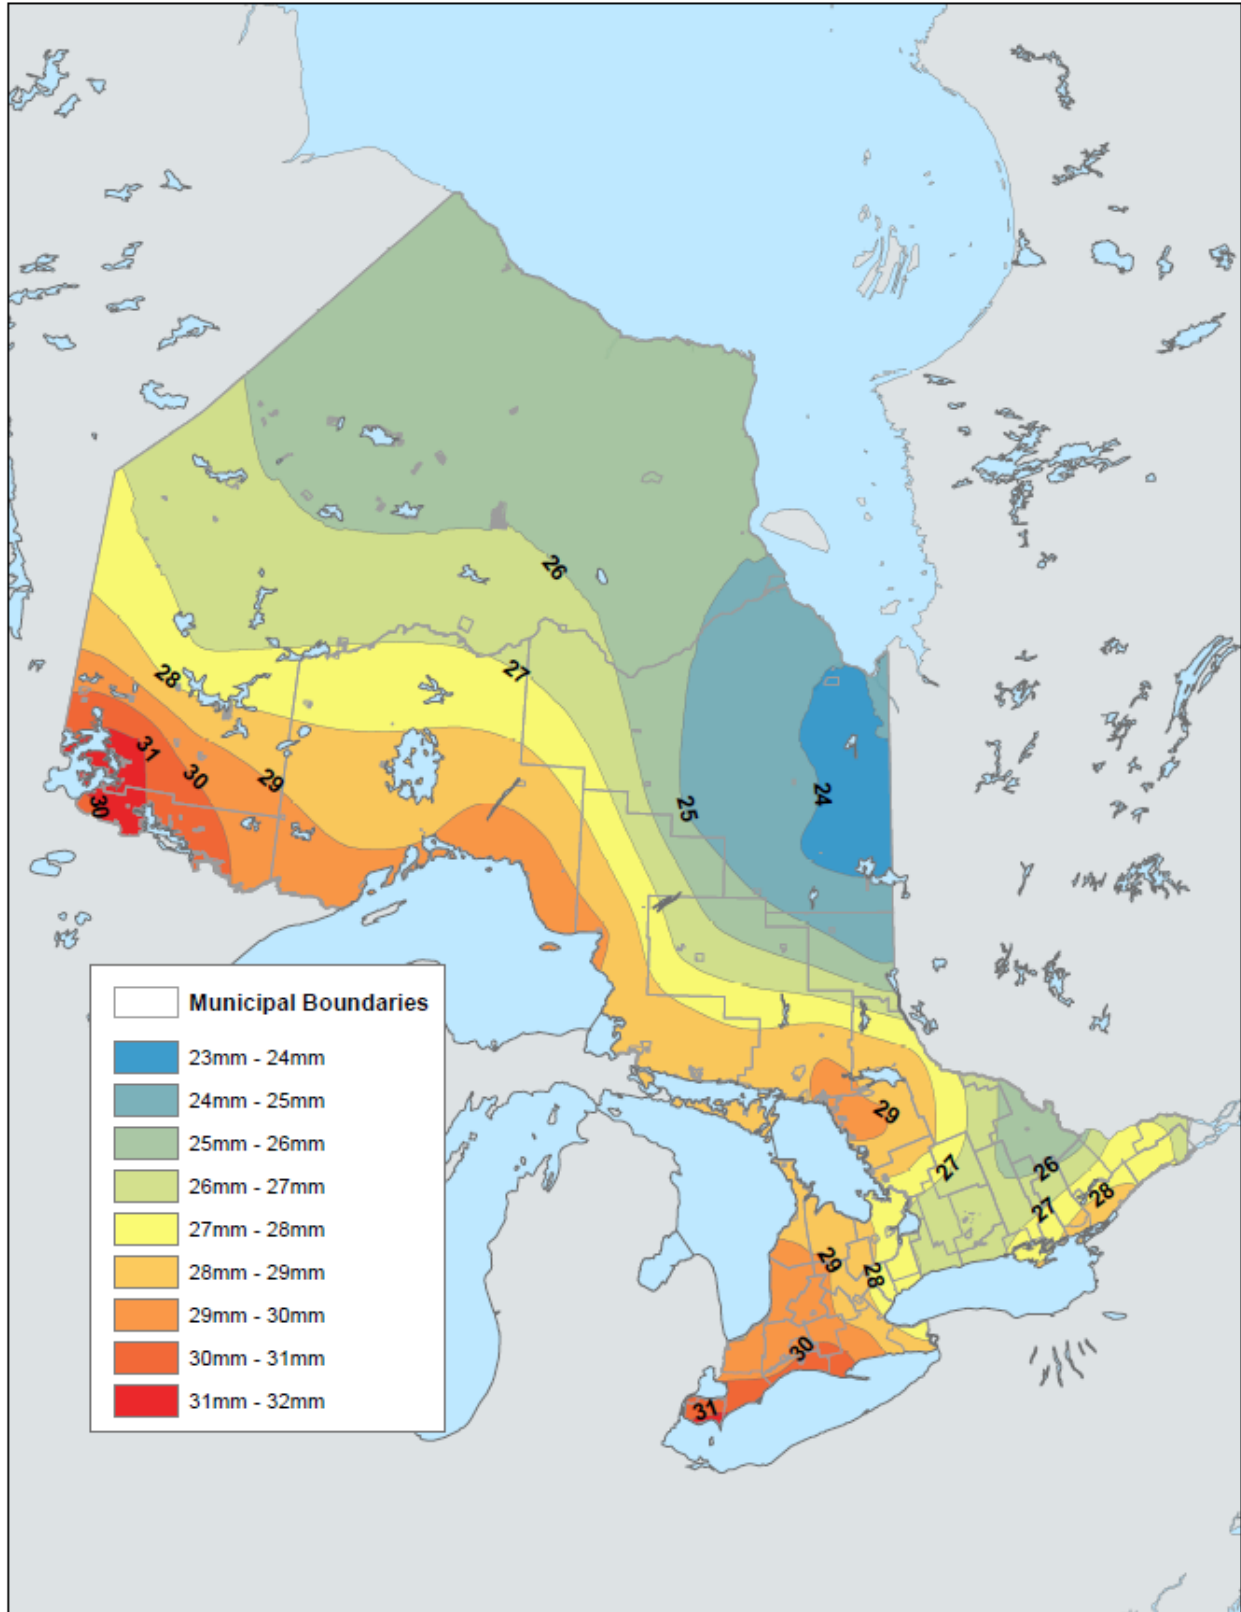 26
27
28
31
30
29
30
25
24
29
27
26
28
27
29
28
30
31
Municipal Boundaries
23mm - 24mm
24mm - 25mm
25mm - 26mm
26mm - 27mm
27mm - 28mm
28mm - 29mm
29mm - 30mm
30mm - 31mm
31mm - 32mm